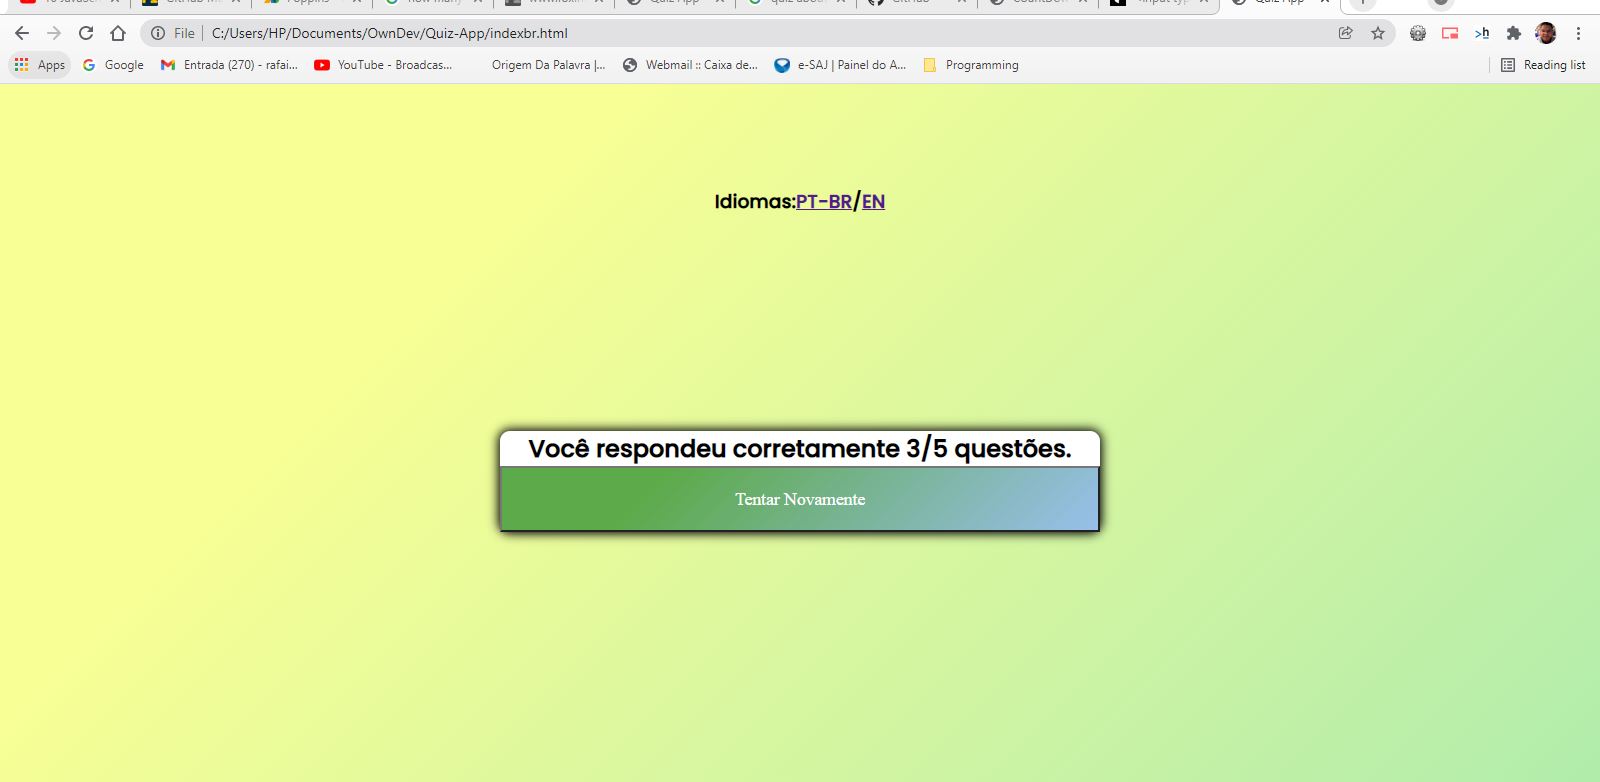 File C:/Users/HP/Documents/OwnDev/Quiz-App/indexbr.html
Apps Google Entrada (270) - rafai... YouTube - Broadcas... Origem Da Palavra |... Webmail :: Caixa de... e-SAJ | Painel do A... Programming Reading list
Idiomas:PT-BR/EN
Você respondeu corretamente 3/5 questões.
Tentar Novamente